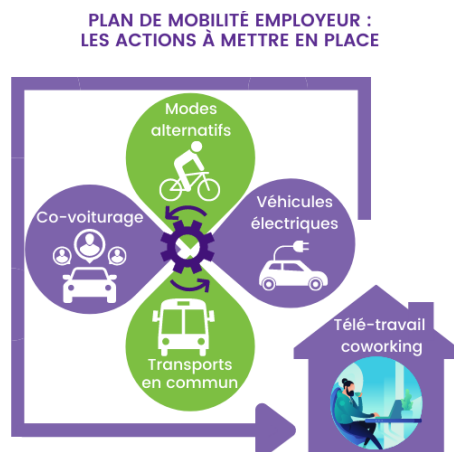 PLAN DE MOBILITÉ EMPLOYEUR :
LES ACTIONS À METTRE EN PLACE
Modes
alternatifs
Co-voiturage
Véhicules
électriques
Transports
en commun
Télé-travail
coworking